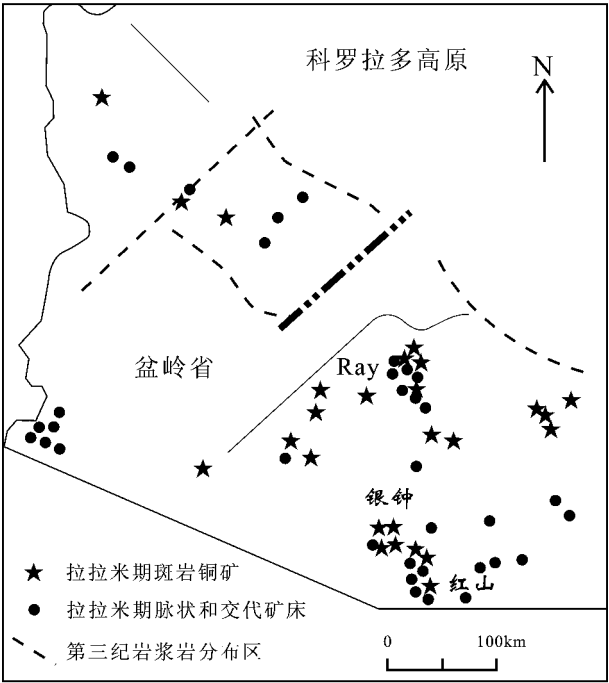 科罗拉多高原
N
盆岭省
Ray
银钟
红山
拉拉米期斑岩铜矿
拉拉米期脉状和交代矿床
第三纪岩浆岩分布区
0 100km